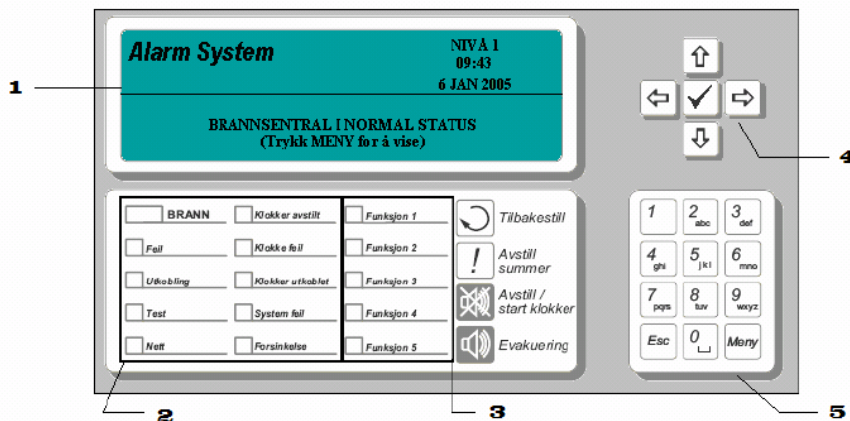 Alarm System
NIVÅ 1
09:43
6 JAN 2005
BRANNSENTRAL I NORMAL STATUS
(Trykk MENY for å vise)
1
4
BRANN
Feil
Utkobling
Test
Nett
Klokker avstilt
Klokke feil
Klokker utkoblet
System feil
Forsinkelse
Funksjon 1
Funksjon 2
Funksjon 3
Funksjon 4
Funksjon 5
Tilbakestill
!
Avstill
summer
Avstill /
start klokker
Evakuering
1
2 abc
3 def
4 ghi
5 jkl
6 mno
7 pqrs
8 tuv
9 wxyz
Esc
0
Meny
2
3
5